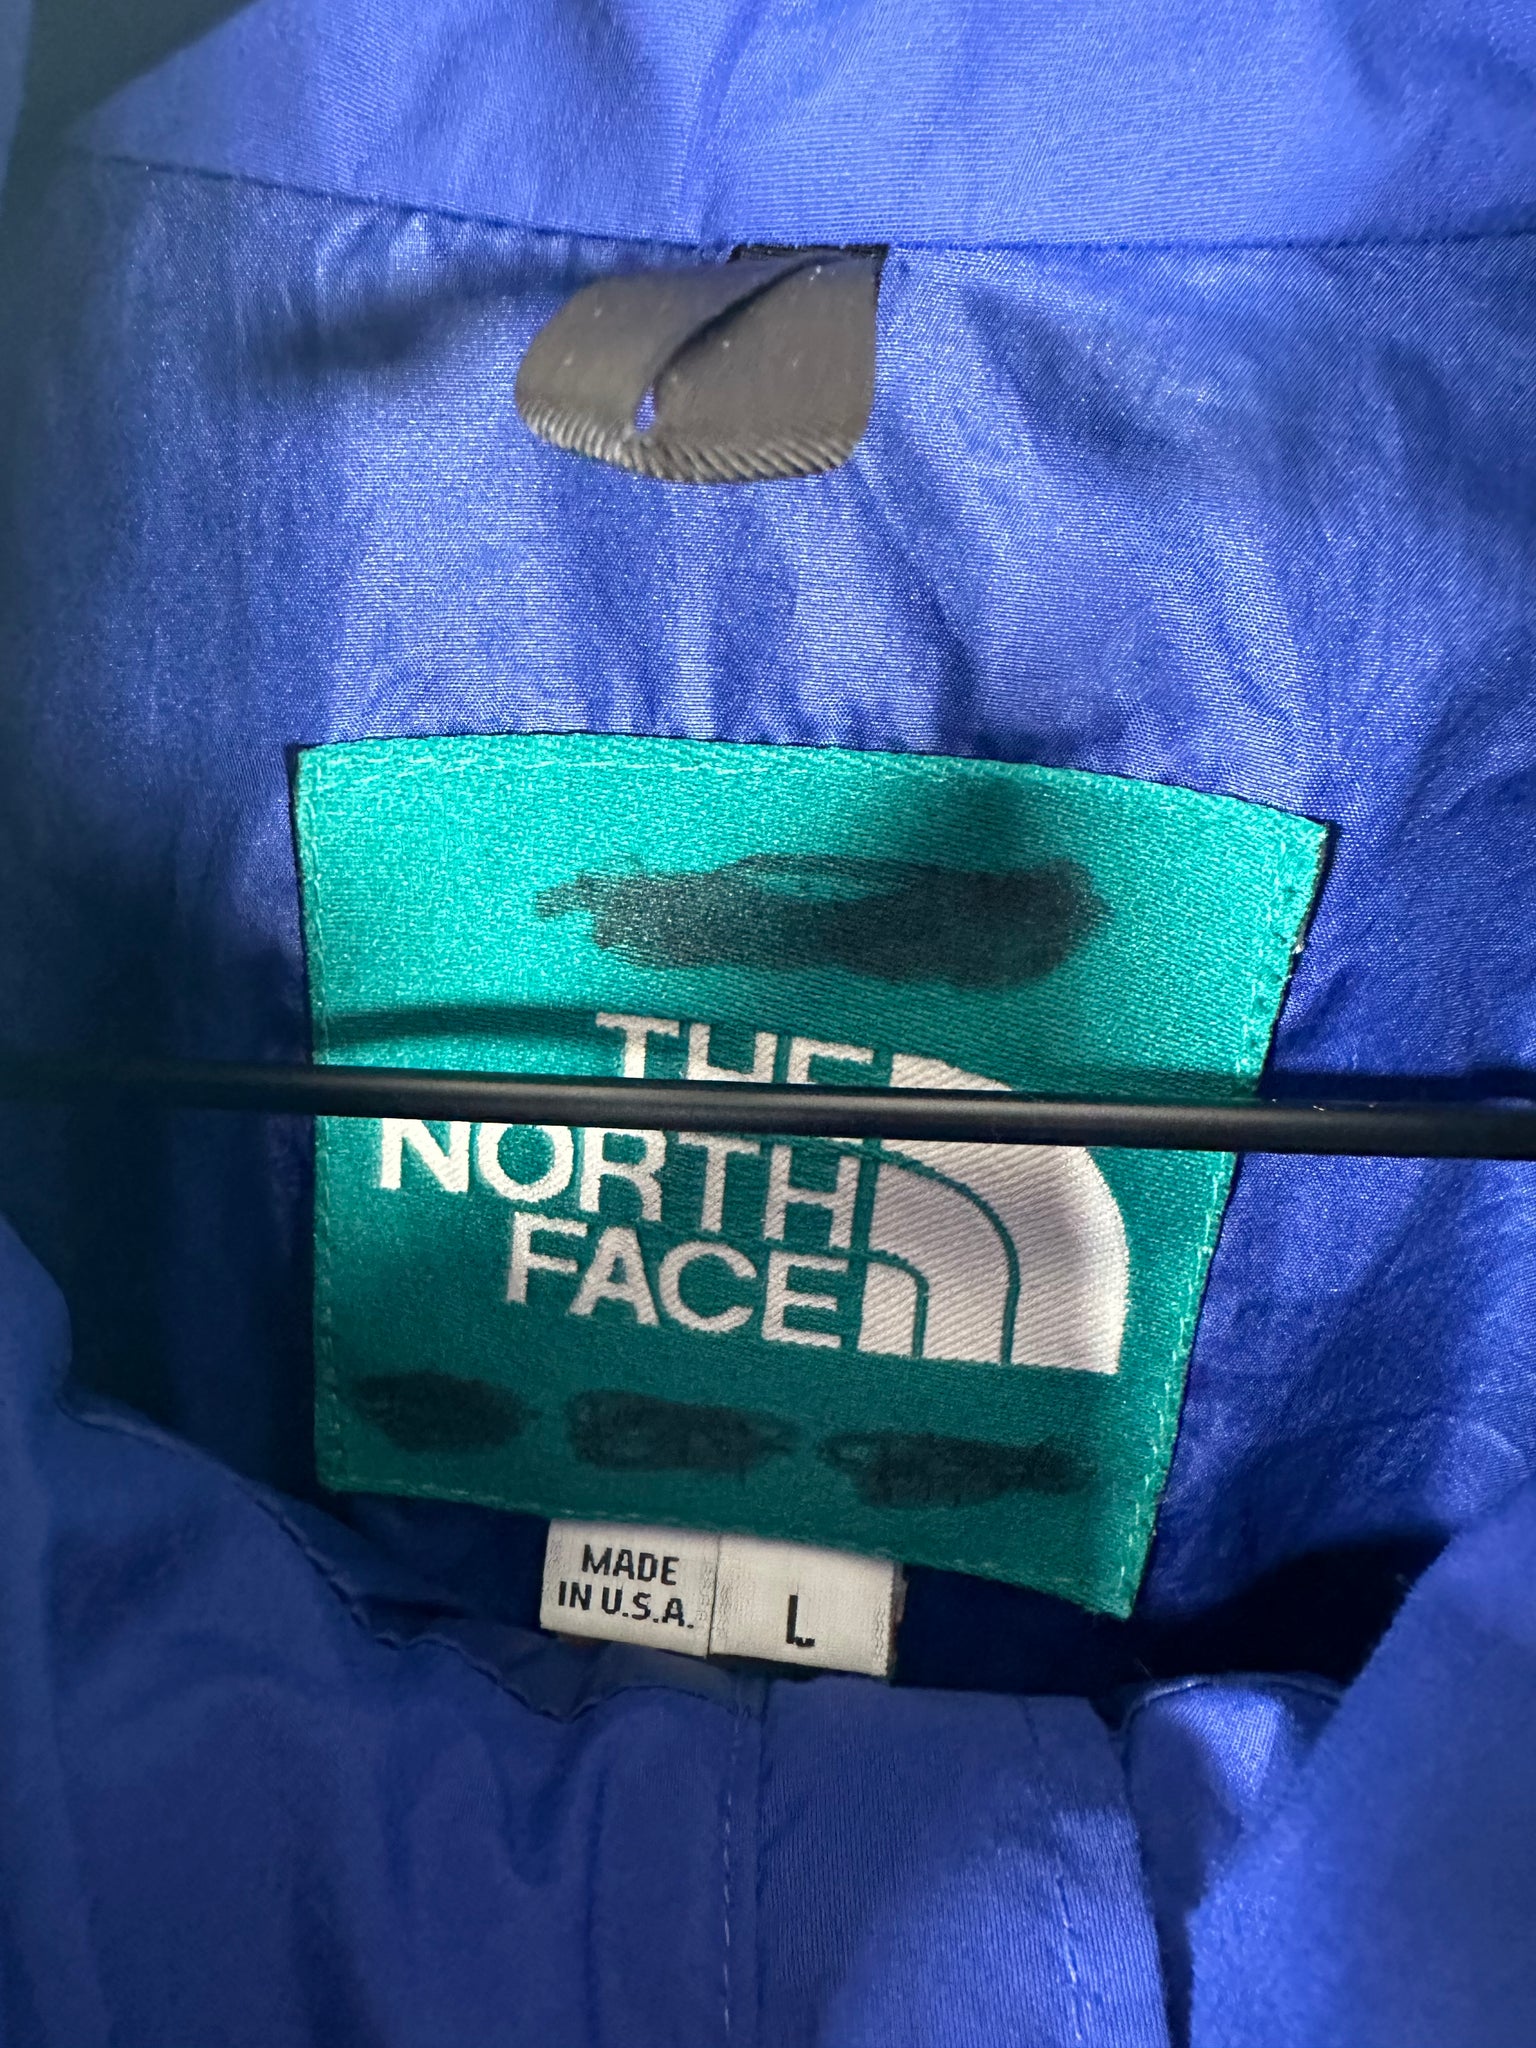 THE
NORTH
FACE
MADE
IN U.S.A.
L